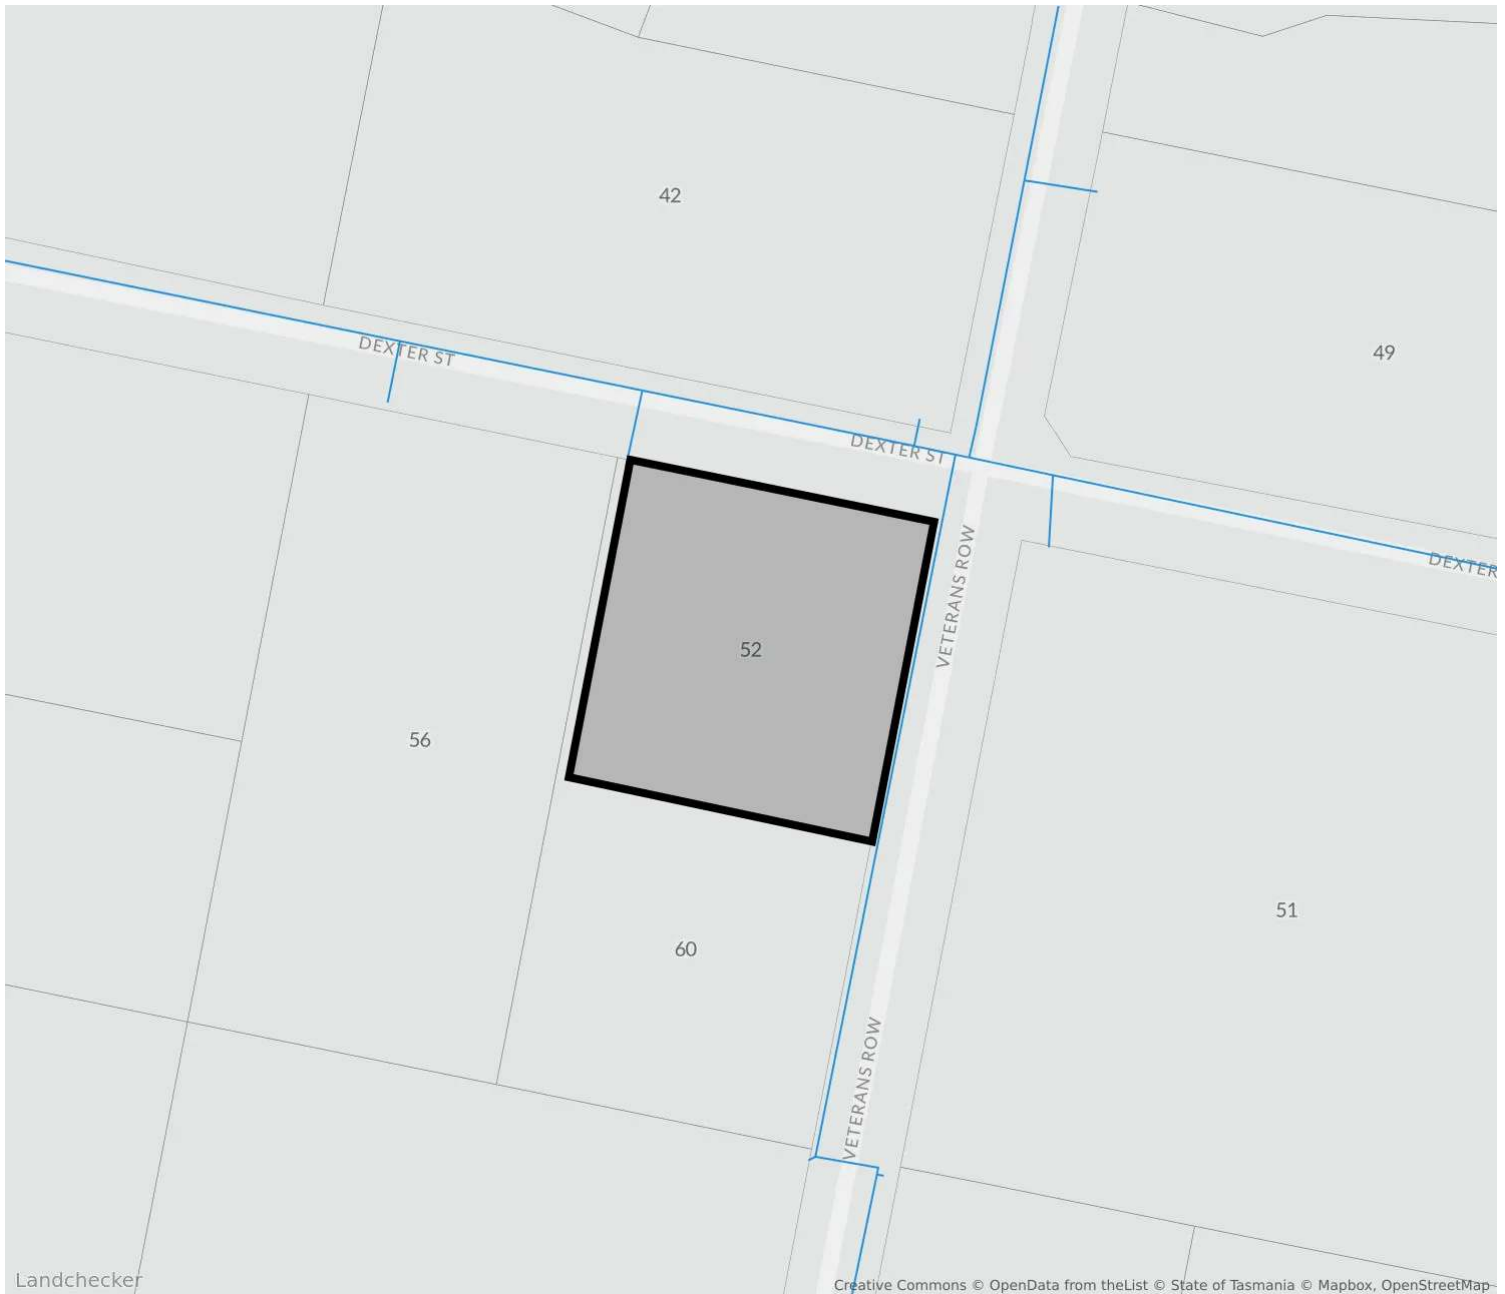 42
DEXTER ST
49
DEXTER ST
DEXTER
VETERANS ROW
52
56
51
60
VETERANS ROW
Landchecker
Creative Commons © OpenData from theList © State of Tasmania © Mapbox, OpenStreetMap